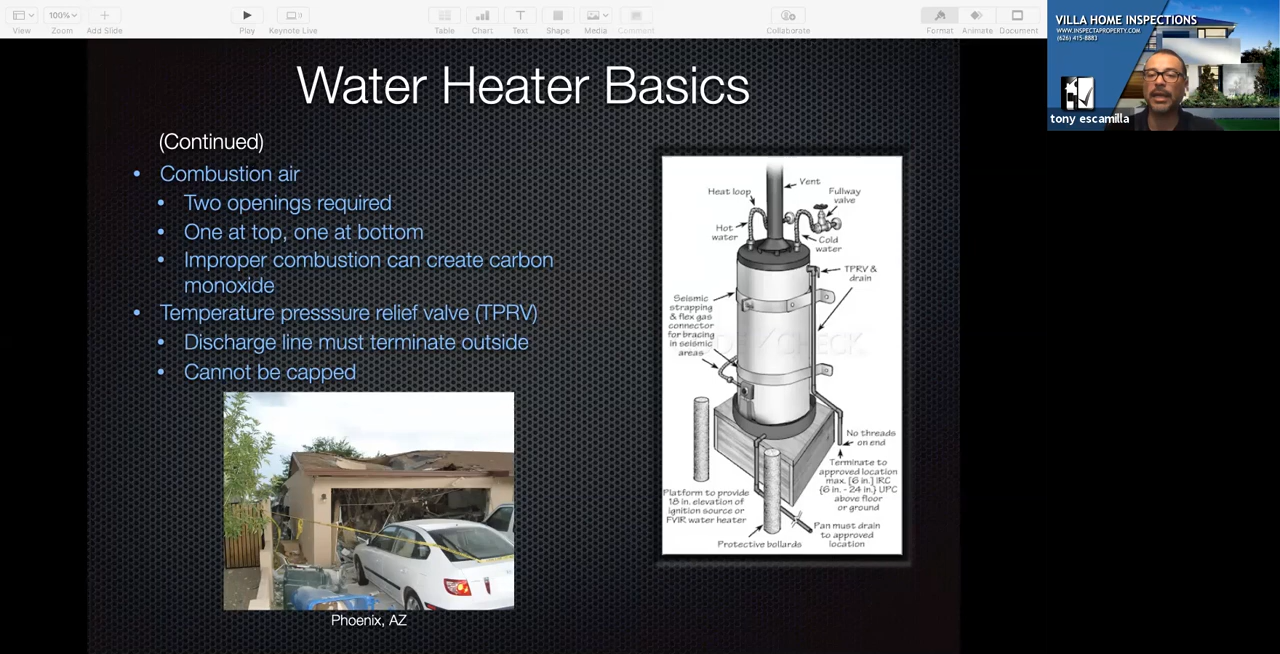 View
100%
Zoom
Add Slide
Play
Keynote Live
Table
Chart
Text
Shape
Media
Comment
Collaborate
Format
Animate
Document
VILLA HOME INSPECTIONS
WWW.INSPECTAPROPERTY.COM
(626) 415-8883
tony escamilla
Water Heater Basics
(Continued)
• Combustion air
• Two openings required
• One at top, one at bottom
• Improper combustion can create carbon
monoxide
• Temperature presssure relief valve (TPRV)
• Discharge line must terminate outside
• Cannot be capped
Phoenix, AZ
Vent
Heat loop
Fullway
valve
Hot
water
Cold
water
TPRV &
drain
Seismic
strapping
& flex gas
connector
for bracing
in seismic
areas
CHECK
No threads
on end
Terminate to
approved location
max. [6 in.] IRC
{6 in. - 24 in.} UPC
above floor
or ground
Platform to provide
18 in. elevation of
ignition source or
FVIR water heater
Pan must drain
to approved
location
Protective bollards